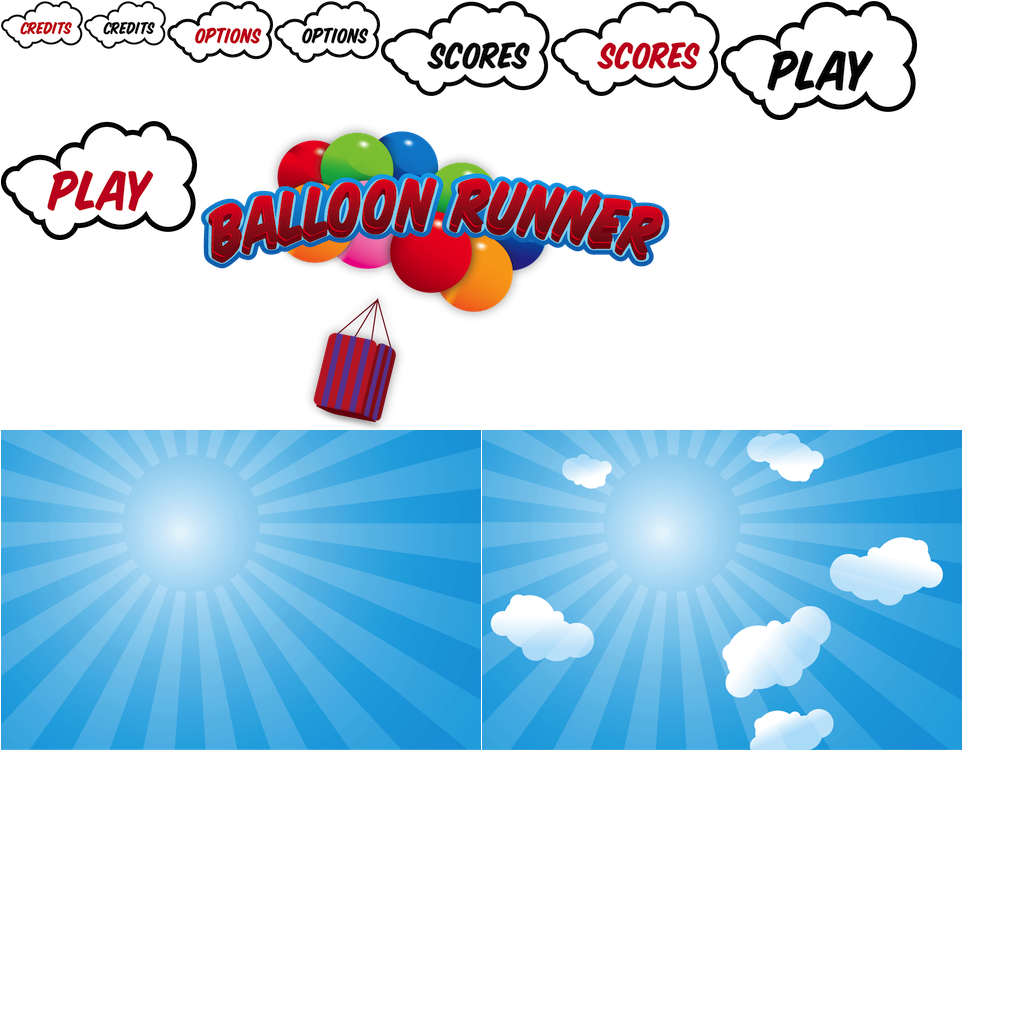 CREDITS
CREDITS
OPTIONS
OPTIONS
SCORES
SCORES
PLAY
PLAY
BALLOON RUNNER